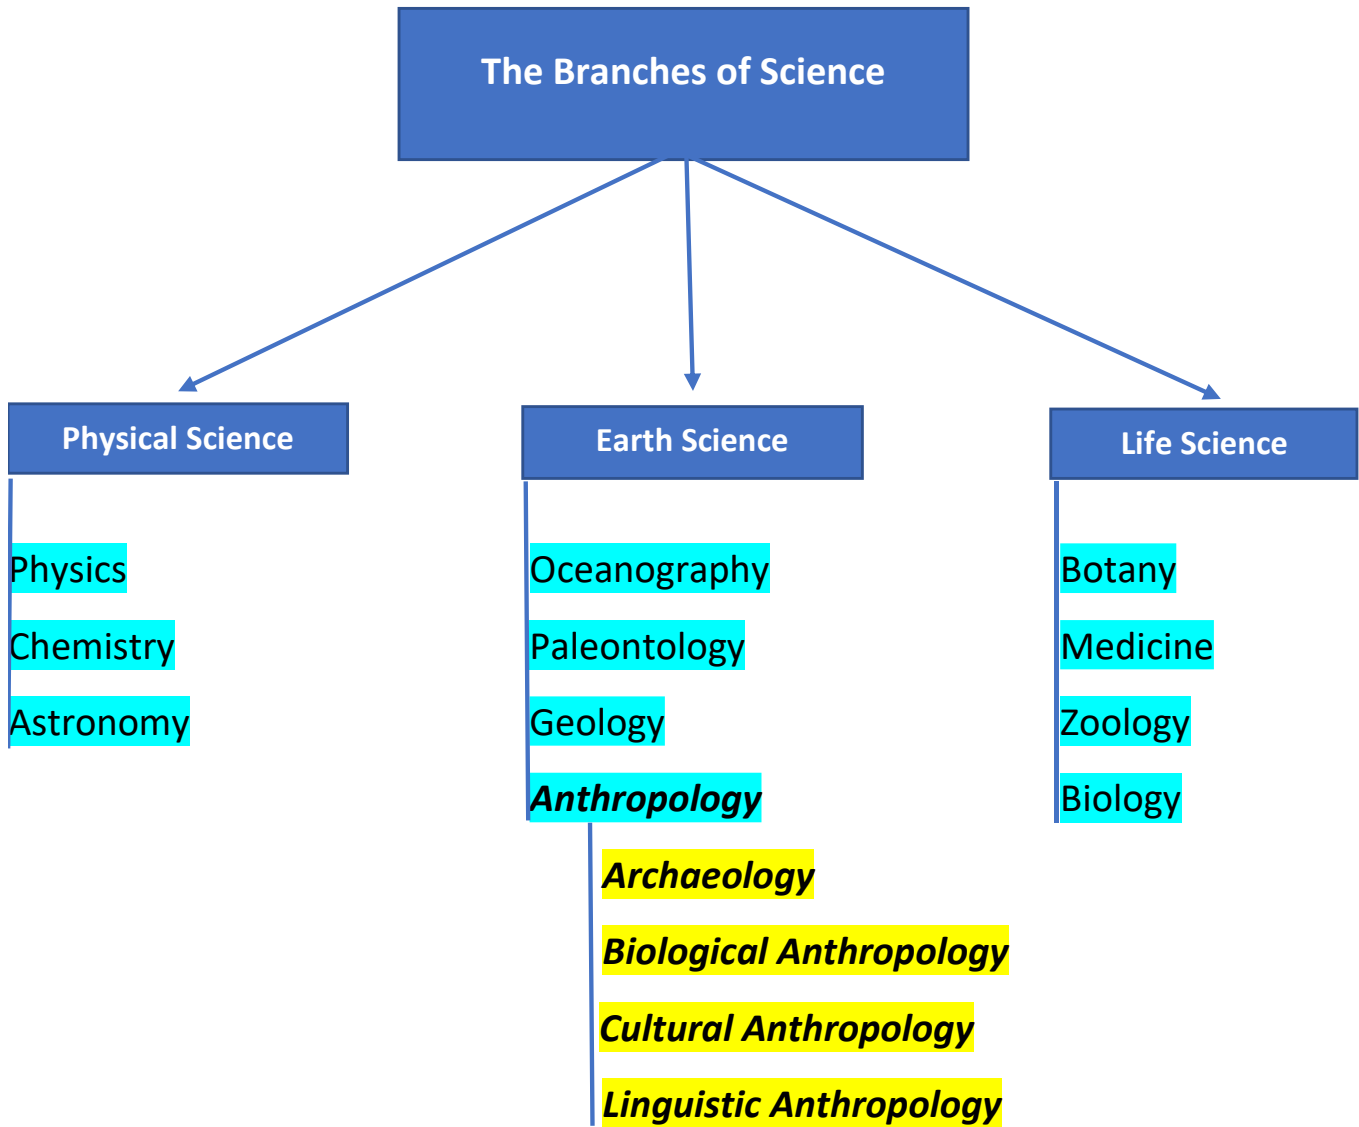 The Branches of Science
Physical Science
Physics
Chemistry
Astronomy
Earth Science
Oceanography
Paleontology
Geology
Anthropology
Archaeology
Biological Anthropology
Cultural Anthropology
Linguistic Anthropology
Life Science
Botany
Medicine
Zoology
Biology